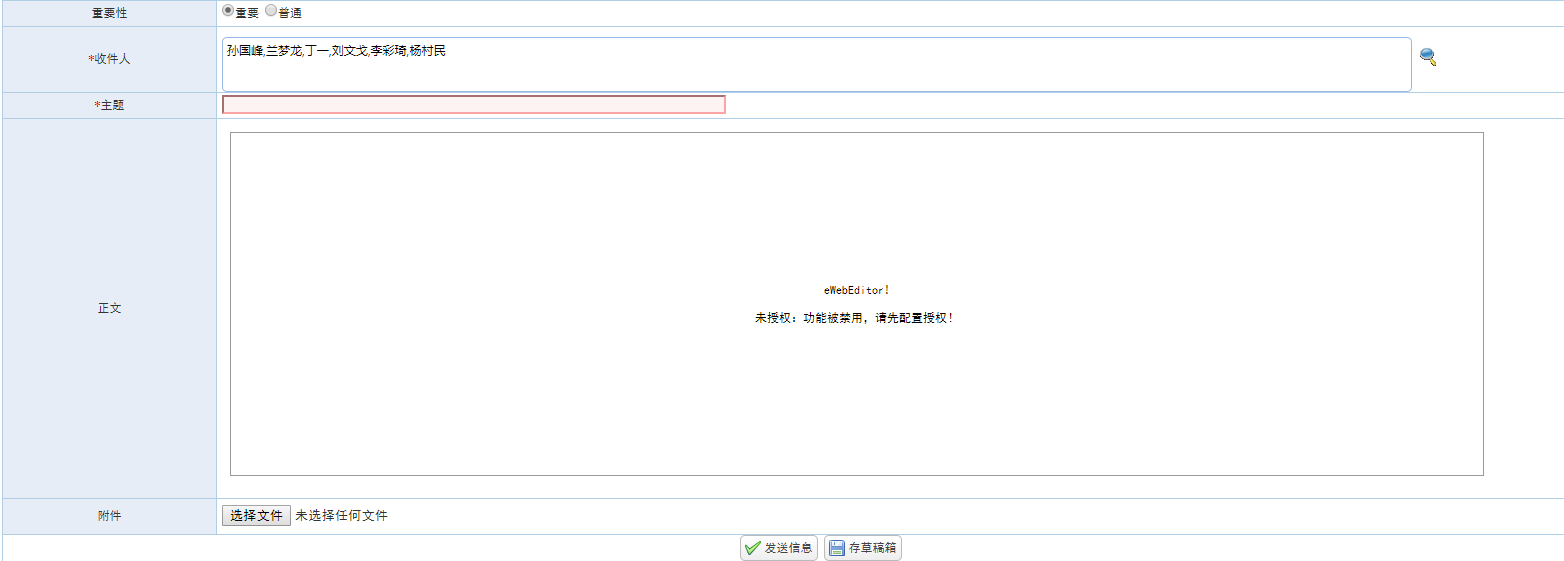 重要性 重要 普通
*收件人 孙国峰,兰梦龙,丁一,刘文戈,李彩琦,杨村民
*主题
正文
eWebEditor!
未授权：功能被禁用，请先配置授权!
附件 选择文件 未选择任何文件
发送信息 存草稿箱